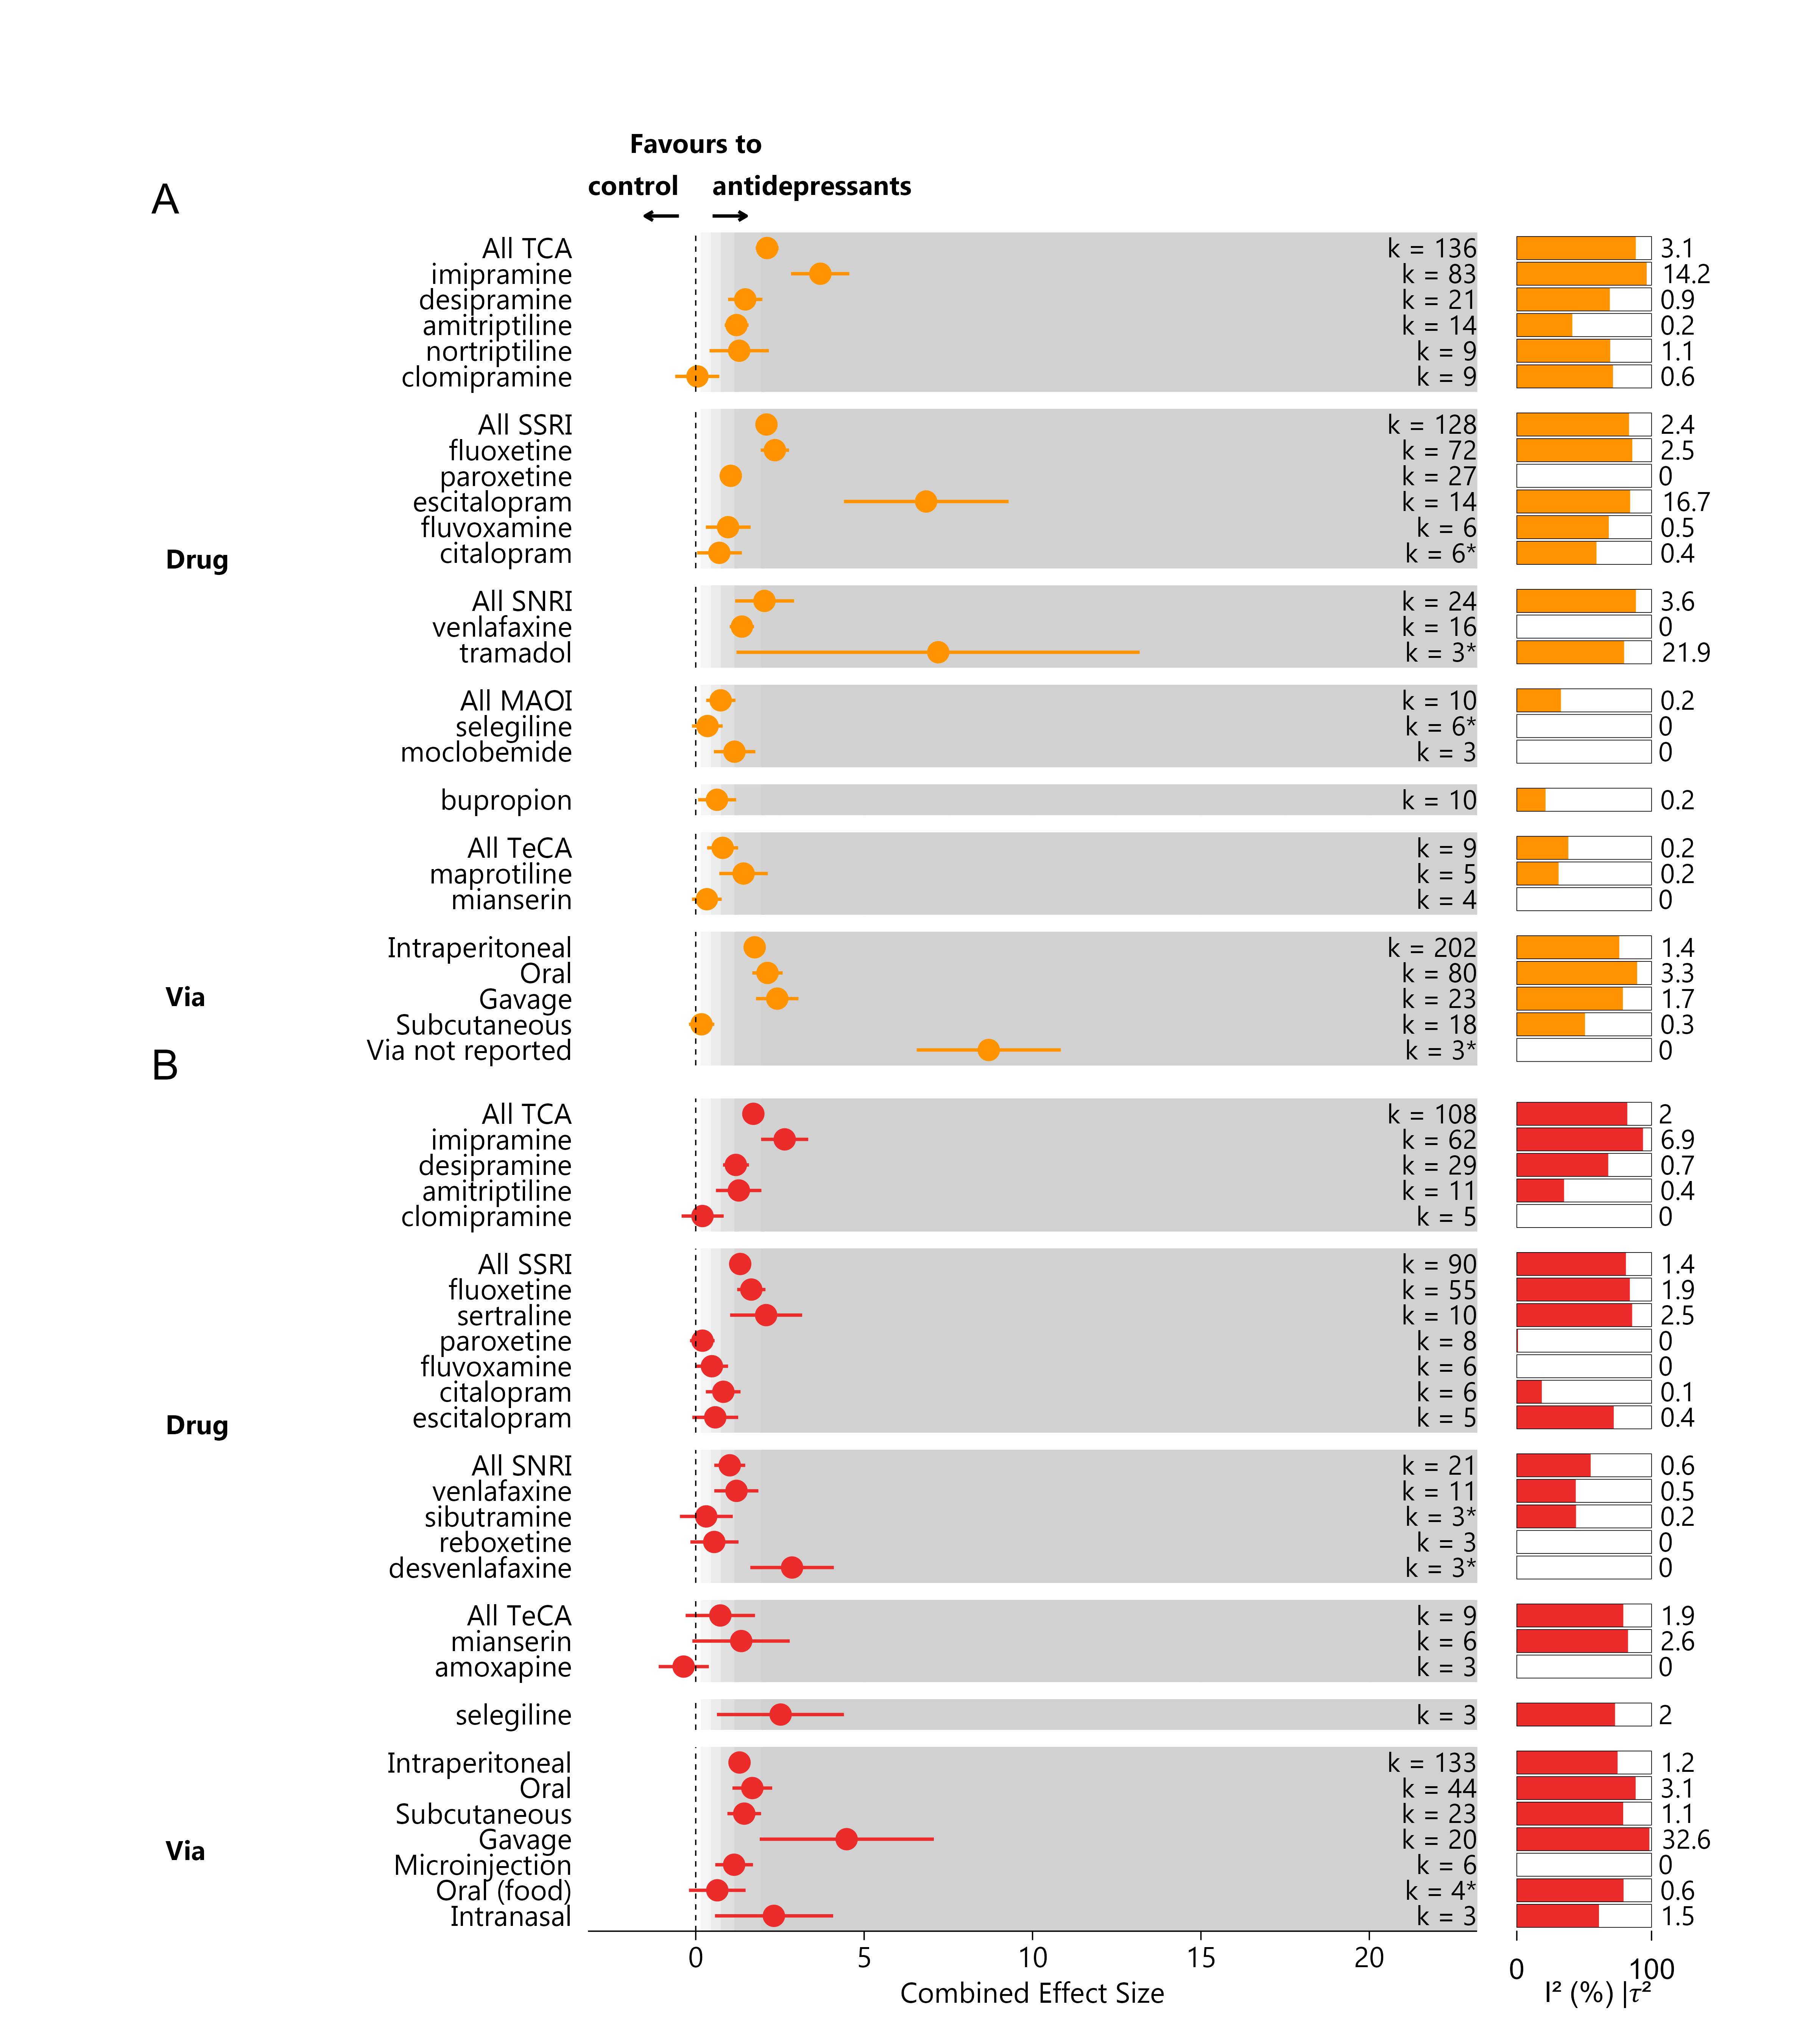 Favours to
control antidepressants
A
All TCA k = 136 3.1
imipramine k = 83 14.2
desipramine k = 21 0.9
amitriptiline k = 14 0.2
nortriptiline k = 9 1.1
clomipramine k = 9 0.6
All SSRI k = 128 2.4
fluoxetine k = 72 2.5
paroxetine k = 27 0
escitalopram k = 14 16.7
fluvoxamine k = 6 0.5
citalopram k = 6* 0.4
Drug
All SNRI k = 24 3.6
venlafaxine k = 16 0
tramadol k = 3* 21.9
All MAOI k = 10 0.2
selegiline k = 6* 0
moclobemide k = 3 0
bupropion k = 10 0.2
All TeCA k = 9 0.2
maprotiline k = 5 0.2
mianserin k = 4 0
Intraperitoneal k = 202 1.4
Oral k = 80 3.3
Via
Gavage k = 23 1.7
Subcutaneous k = 18 0.3
Via not reported k = 3* 0
B
All TCA k = 108 2
imipramine k = 62 6.9
desipramine k = 29 0.7
amitriptiline k = 11 0.4
clomipramine k = 5 0
All SSRI k = 90 1.4
fluoxetine k = 55 1.9
sertraline k = 10 2.5
paroxetine k = 8 0
fluvoxamine k = 6 0
citalopram k = 6 0.1
escitalopram k = 5 0.4
Drug
All SNRI k = 21 0.6
venlafaxine k = 11 0.5
sibutramine k = 3* 0.2
reboxetine k = 3 0
desvenlafaxine k = 3* 0
All TeCA k = 9 1.9
mianserin k = 6 2.6
amoxapine k = 3 0
selegiline k = 3 2
Intraperitoneal k = 133 1.2
Oral k = 44 3.1
Subcutaneous k = 23 1.1
Gavage k = 20 32.6
Via
Microinjection k = 6 0
Oral (food) k = 4* 0.6
Intranasal k = 3 1.5
0 5 10 15 20
0 100
Combined Effect Size
I² (%) |τ²